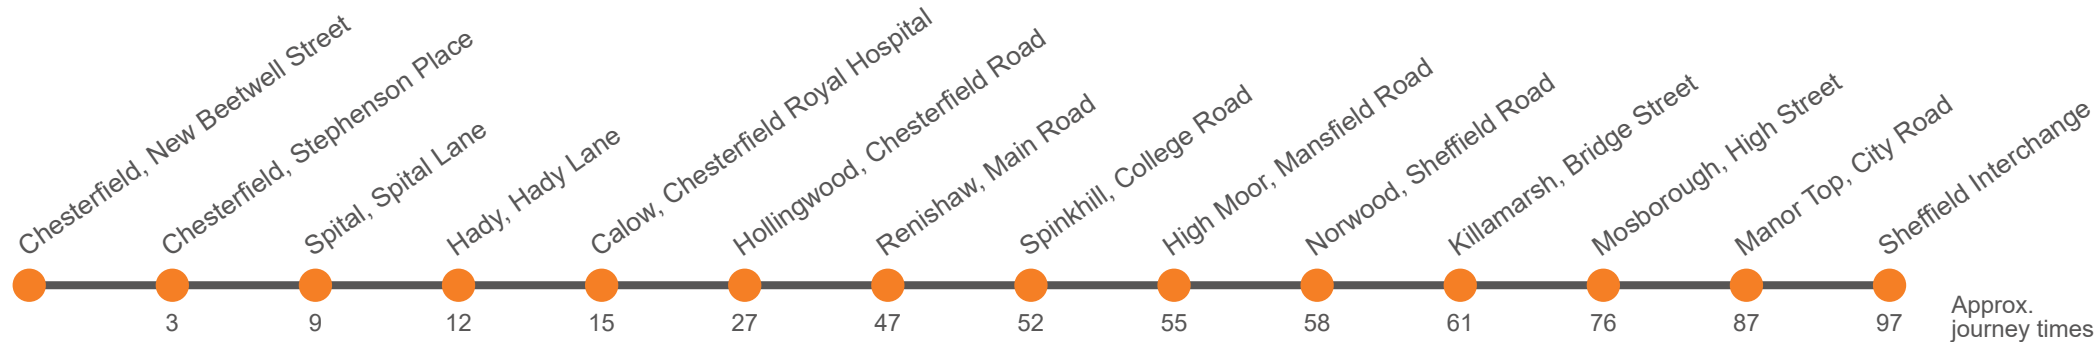 Chesterfield, New Beetwell Street
Chesterfield, Stephenson Place
Spital, Spital Lane
Hady, Hady Lane
Calow, Chesterfield Royal Hospital
Hollingwood, Chesterfield Road
Renishaw, Main Road
Spinkhill, College Road
High Moor, Mansfield Road
Norwood, Sheffield Road
Killamarsh, Bridge Street
Mosborough, High Street
Manor Top, City Road
Sheffield Interchange
3
9
12
15
27
47
52
55
58
61
76
87
97
Approx.
journey times